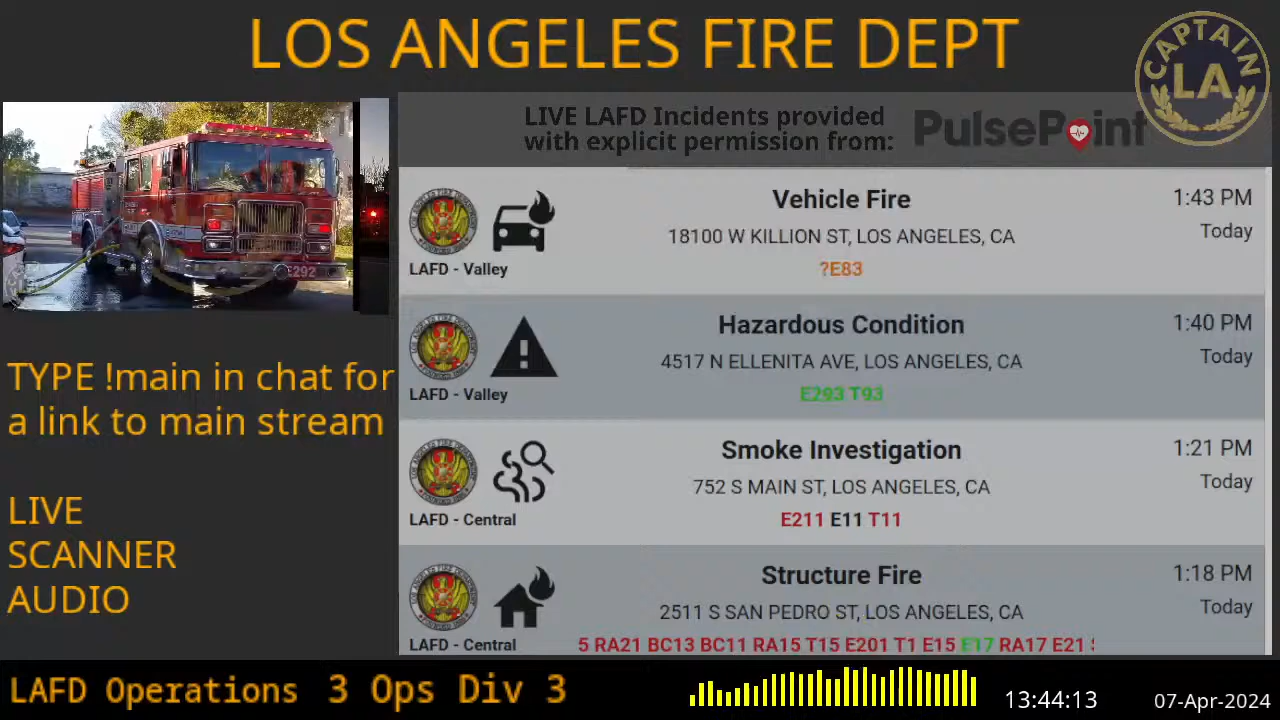 LOS ANGELES FIRE DEPT
CAPTAIN
LA
LIVE LAFD Incidents provided
with explicit permission from:
PulsePoint
E292
Vehicle Fire
1:43 PM
18100 W KILLION ST, LOS ANGELES, CA
Today
LAFD - Valley
?E83
Hazardous Condition
1:40 PM
4517 N ELLENITA AVE, LOS ANGELES, CA
Today
LAFD - Valley
E293 T93
Smoke Investigation
1:21 PM
752 S MAIN ST, LOS ANGELES, CA
Today
LAFD - Central
E211 E11 T11
Structure Fire
1:18 PM
2511 S SAN PEDRO ST, LOS ANGELES, CA
Today
LAFD - Central
5 RA21 BC13 BC11 RA15 T15 E201 T1 E15 E17 RA17 E21
TYPE !main in chat for
a link to main stream
LIVE
SCANNER
AUDIO
LAFD Operations 3 Ops Div 3
13:44:13
07-Apr-2024